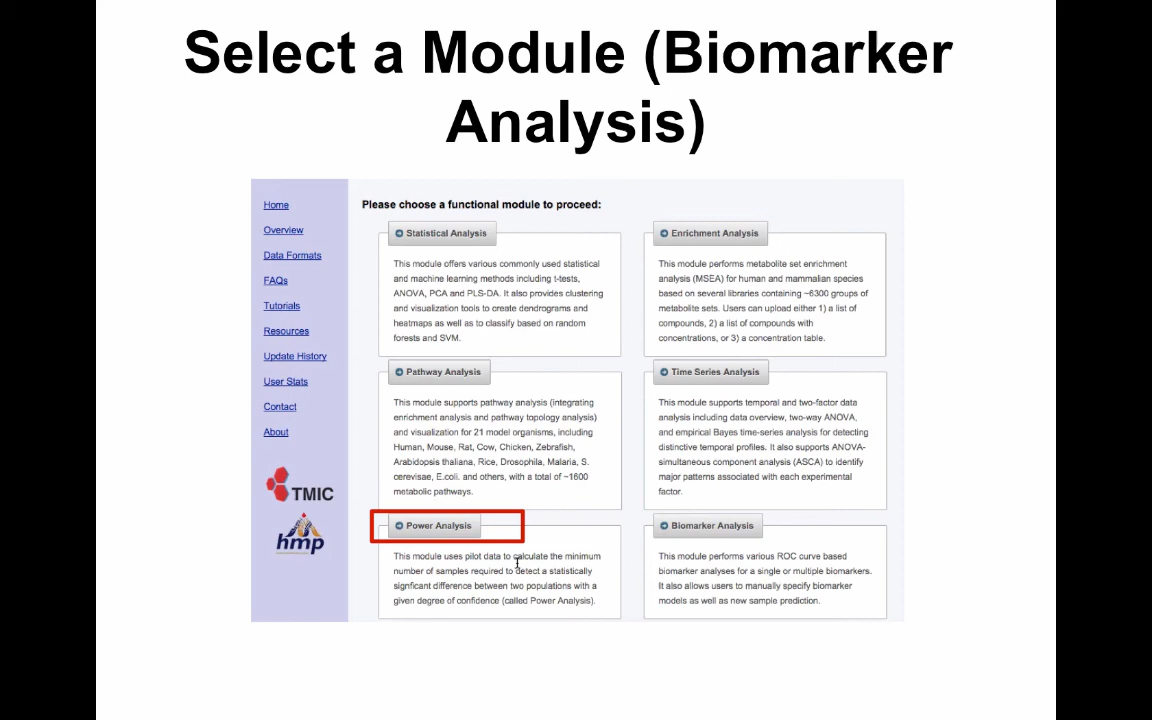 Select a Module (Biomarker
Analysis)
Home
Overview
Data Formats
FAQs
Tutorials
Resources
Update History
User Stats
Contact
About
TMIC
hmp
Please choose a functional module to proceed:
Statistical Analysis
This module offers various commonly used statistical
and machine learning methods including t-tests,
ANOVA, PCA and PLS-DA. It also provides clustering
and visualization tools to create dendrograms and
heatmaps as well as to classify based on random
forests and SVM.
Enrichment Analysis
This module performs metabolite set enrichment
analysis (MSEA) for human and mammalian species
based on several libraries containing ~6300 groups of
metabolite sets. Users can upload either 1) a list of
compounds, 2) a list of compounds with
concentrations, or 3) a concentration table.
Pathway Analysis
This module supports pathway analysis (integrating
enrichment analysis and pathway topology analysis)
and visualization for 21 model organisms, including
Human, Mouse, Rat, Cow, Chicken, Zebrafish,
Arabidopsis thaliana, Rice, Drosophila, Malaria, S.
cerevisae, E.coli. and others, with a total of ~1600
metabolic pathways.
Time Series Analysis
This module supports temporal and two-factor data
analysis including data overview, two-way ANOVA,
and empirical Bayes time-series analysis for detecting
distinctive temporal profiles. It also supports ANOVA-
simultaneous component analysis (ASCA) to identify
major patterns associated with each experimental
factor.
Power Analysis
This module uses pilot data to calculate the minimum
number of samples required to detect a statistically
signficant difference between two populations with a
given degree of confidence (called Power Analysis).
Biomarker Analysis
This module performs various ROC curve based
biomarker analyses for a single or multiple biomarkers.
It also allows users to manually specify biomarker
models as well as new sample prediction.